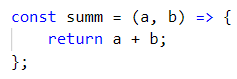 const summ = (a, b) => {
    return a + b;
};